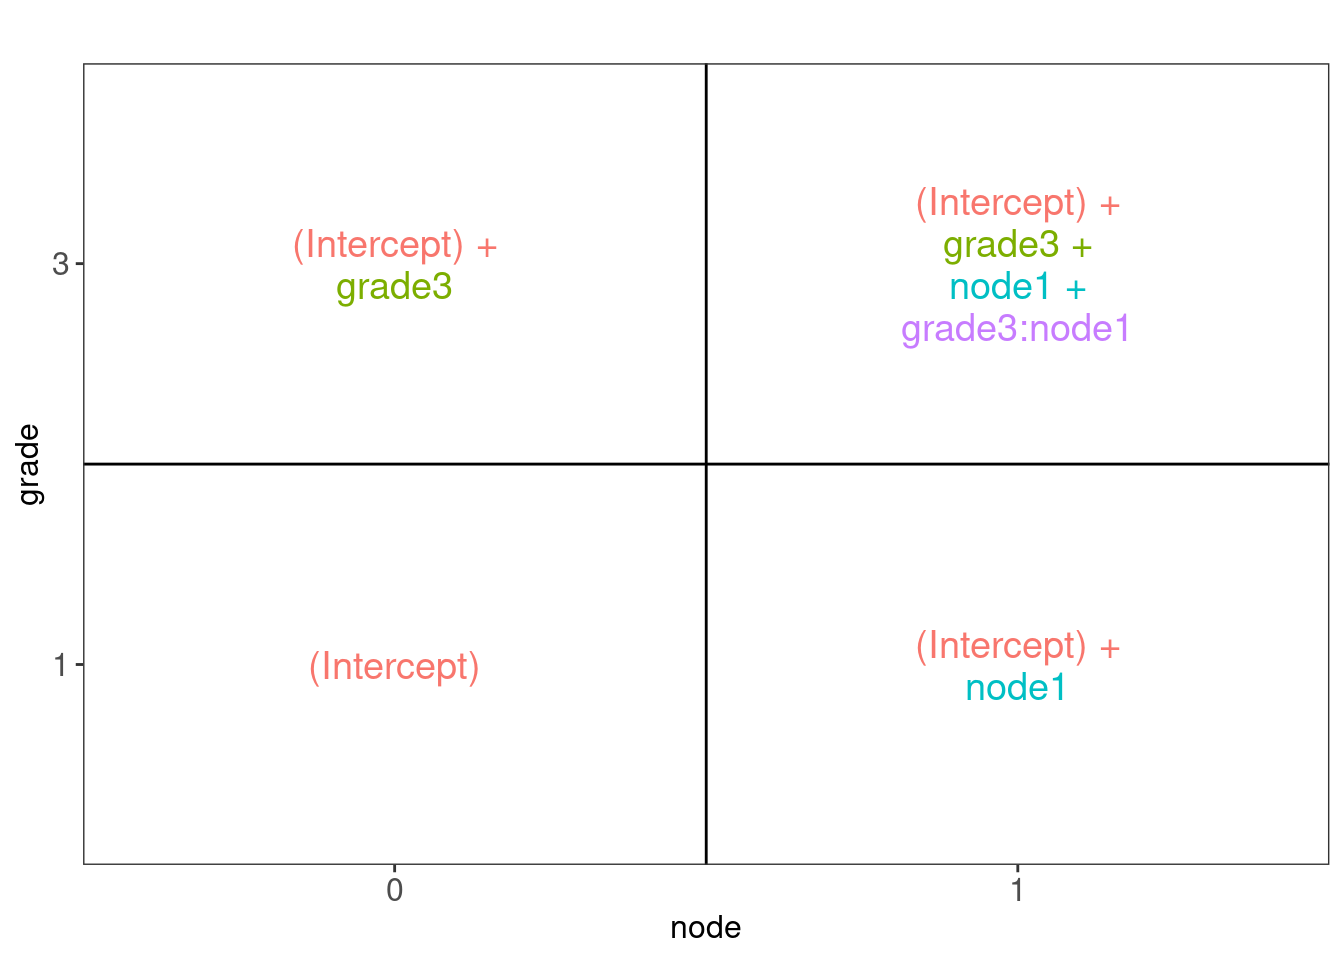 (Intercept) +
grade3
(Intercept) +
grade3 +
node1 +
grade3:node1
3
grade
1
(Intercept)
(Intercept) +
node1
0
1
node